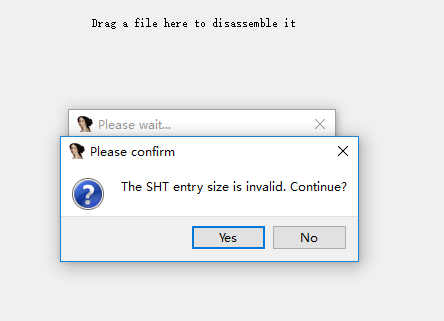 Drag a file here to disassemble it
Please wait...
Please confirm
The SHT entry size is invalid. Continue?
Yes
No